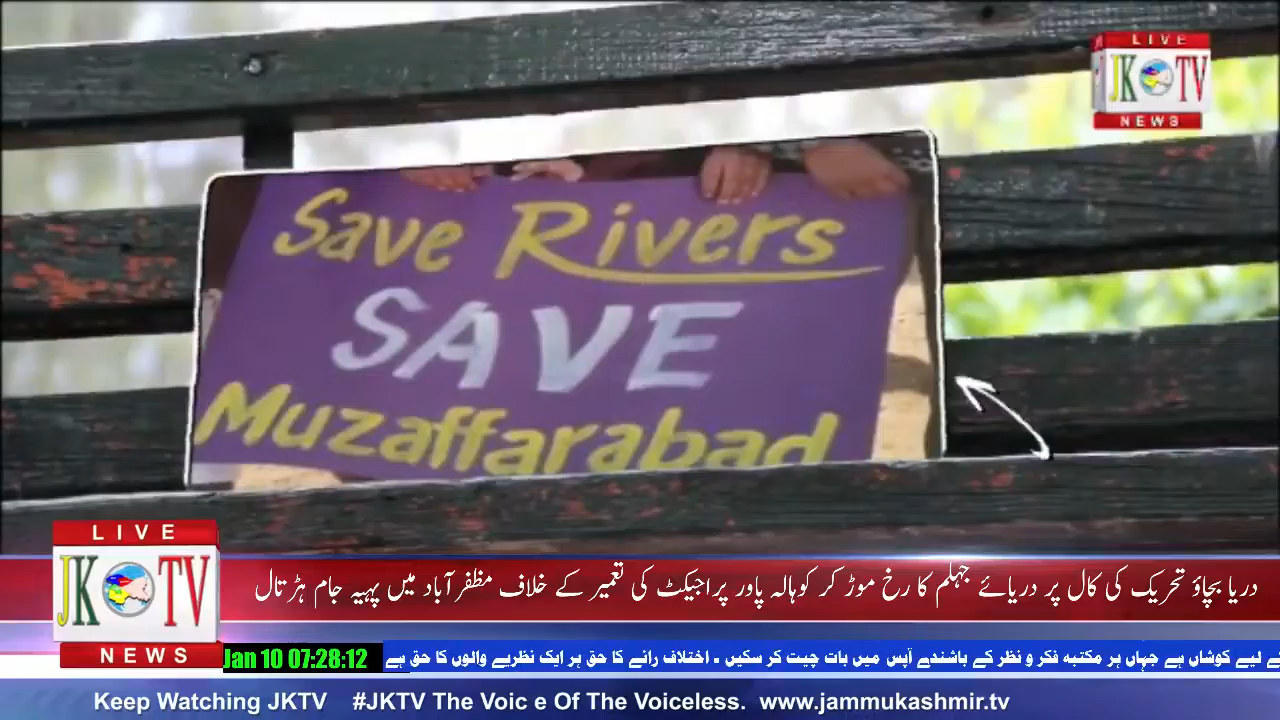 LIVE
JK TV
NEWS
Save Rivers
SAVE
Muzaffarabad
LIVE
JK TV
NEWS
دریا بچاؤ تحریک کی کال پر دریائے جہلم کا رخ موڑ کر کوہالہ پاور پراجیکٹ کی تعمیر کے خلاف مظفرآباد میں پہیہ جام ہڑتال
Jan 10 07:28:12
لیے کوشاں ہے جہاں ہر مکتبہ فکر و نظر کے باشندے آپس میں بات چیت کر سکیں ۔ اختلاف رائے کا حق ہر ایک نظریے والوں کا حق ہے
Keep Watching JKTV #JKTV The Voic e Of The Voiceless. www.jammukashmir.tv